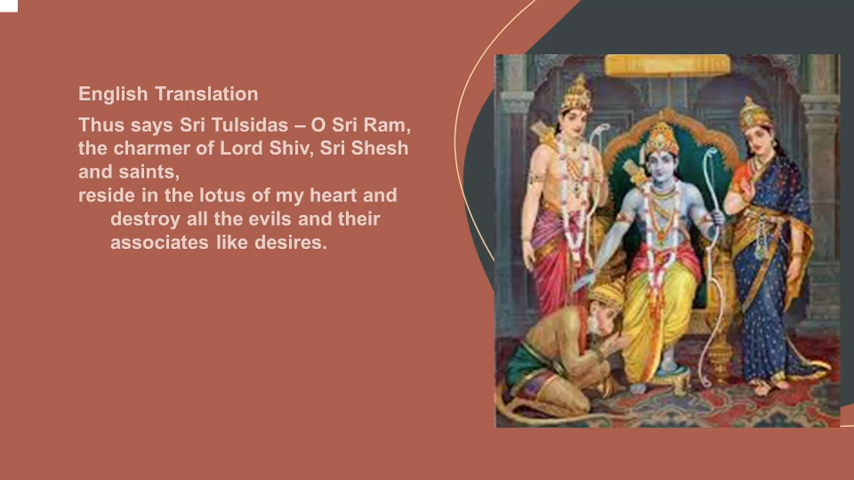 English Translation
Thus says Sri Tulsidas – O Sri Ram,
the charmer of Lord Shiv, Sri Shesh
and saints,
reside in the lotus of my heart and
destroy all the evils and their
associates like desires.